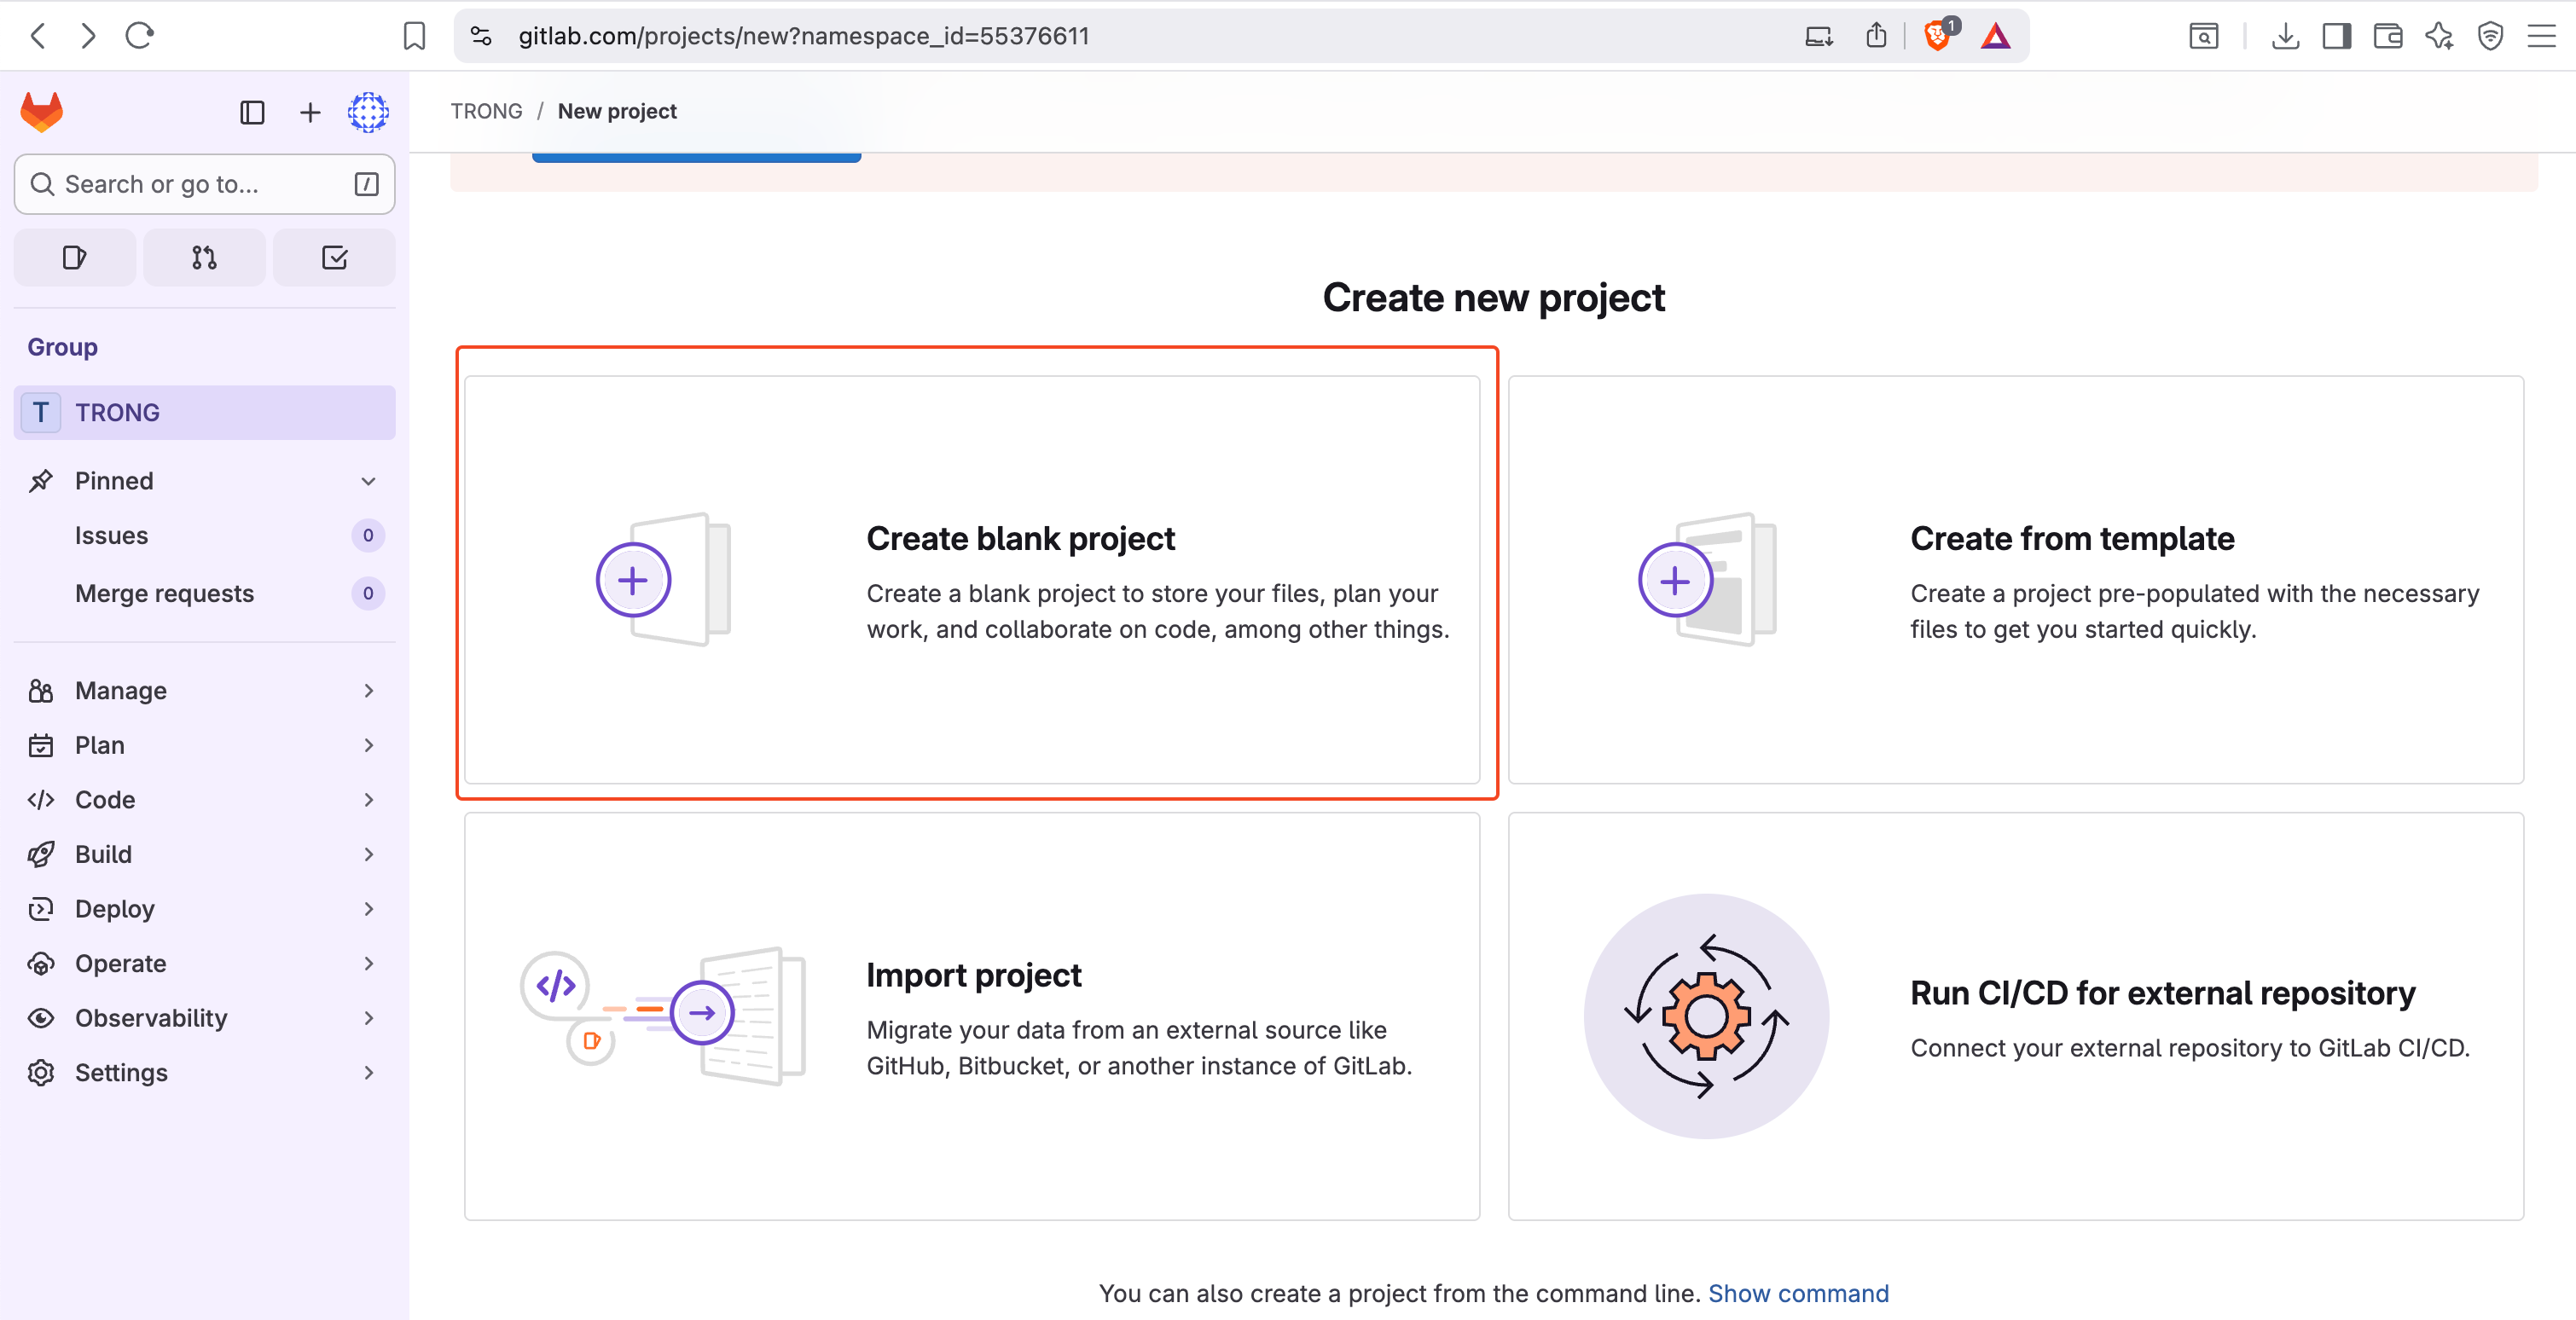 gitlab.com/projects/new?namespace_id=55376611
1
TRONG / New project
Search or go to...
/
Create new project
Group
T TRONG
Pinned
Issues 0
Merge requests 0
Manage
Plan
Code
Build
Deploy
Operate
Observability
Settings
Create blank project
Create a blank project to store your files, plan your
work, and collaborate on code, among other things.
Create from template
Create a project pre-populated with the necessary
files to get you started quickly.
Import project
Migrate your data from an external source like
GitHub, Bitbucket, or another instance of GitLab.
Run CI/CD for external repository
Connect your external repository to GitLab CI/CD.
You can also create a project from the command line. Show command